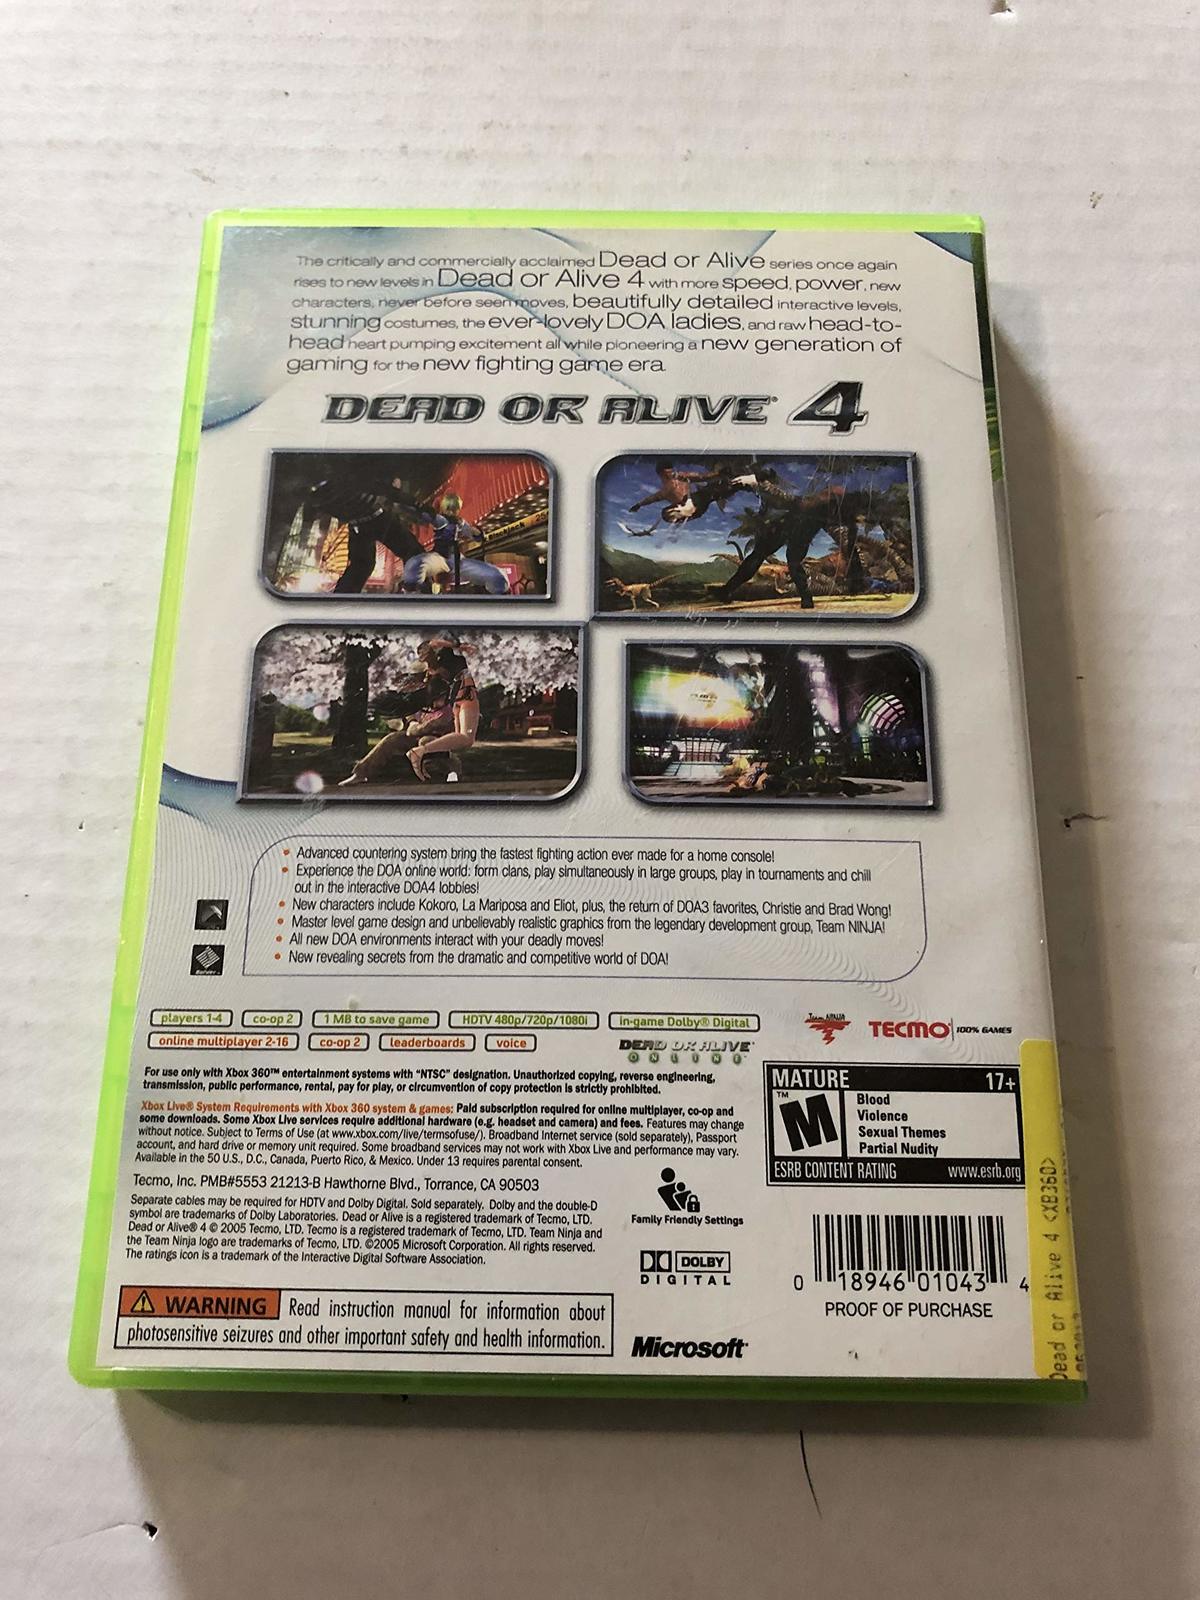 The critically and commercially acclaimed Dead or Alive series once again
rises to new levels in Dead or Alive 4 with more speed, power, new
characters, never before seen moves, beautifully detailed interactive levels,
stunning costumes, the ever-lovely DOA ladies, and raw head-to-
head heart pumping excitement all while pioneering a new generation of
gaming for the new fighting game era.
DEAD OR ALIVE® 4
Blackjack 25
• Advanced countering system bring the fastest fighting action ever made for a home console!
• Experience the DOA online world: form clans, play simultaneously in large groups, play in tournaments and chill
out in the interactive DOA4 lobbies!
• New characters include Kokoro, La Mariposa and Eliot, plus, the return of DOA3 favorites, Christie and Brad Wong!
• Master level game design and unbelievably realistic graphics from the legendary development group, Team NINJA!
• All new DOA environments interact with your deadly moves!
• New revealing secrets from the dramatic and competitive world of DOA!
players 1-4 co-op 2 1 MB to save game HDTV 480p/720p/1080i in-game Dolby® Digital
online multiplayer 2-16 co-op 2 leaderboards voice
DEAD OR ALIVE
ONLINE
Team NINJA
TECMO 100% GAMES
For use only with Xbox 360™ entertainment systems with “NTSC” designation. Unauthorized copying, reverse engineering,
transmission, public performance, rental, pay for play, or circumvention of copy protection is strictly prohibited.
Xbox Live® System Requirements with Xbox 360 system & games: Paid subscription required for online multiplayer, co-op and
some downloads. Some Xbox Live services require additional hardware (e.g. headset and camera) and fees. Features may change
without notice. Subject to Terms of Use (at www.xbox.com/live/termsofuse/). Broadband Internet service (sold separately), Passport
account, and hard drive or memory unit required. Some broadband services may not work with Xbox Live and performance may vary.
Available in the 50 U.S., D.C., Canada, Puerto Rico, & Mexico. Under 13 requires parental consent.
Tecmo, Inc. PMB#5553 21213-B Hawthorne Blvd., Torrance, CA 90503
Separate cables may be required for HDTV and Dolby Digital. Sold separately. Dolby and the double-D
symbol are trademarks of Dolby Laboratories. Dead or Alive is a registered trademark of Tecmo, LTD.
Dead or Alive® 4 © 2005 Tecmo, LTD. Tecmo is a registered trademark of Tecmo, LTD. Team Ninja and
the Team Ninja logo are trademarks of Tecmo, LTD. ©2005 Microsoft Corporation. All rights reserved.
The ratings icon is a trademark of the Interactive Digital Software Association.
WARNING Read instruction manual for information about
photosensitive seizures and other important safety and health information.
Family Friendly Settings
DOLBY
DIGITAL
Microsoft®
MATURE 17+
M™
Blood
Violence
Sexual Themes
Partial Nudity
ESRB CONTENT RATING www.esrb.org
0 18946 01043 4
PROOF OF PURCHASE
Dead or Alive 4 <XB360>